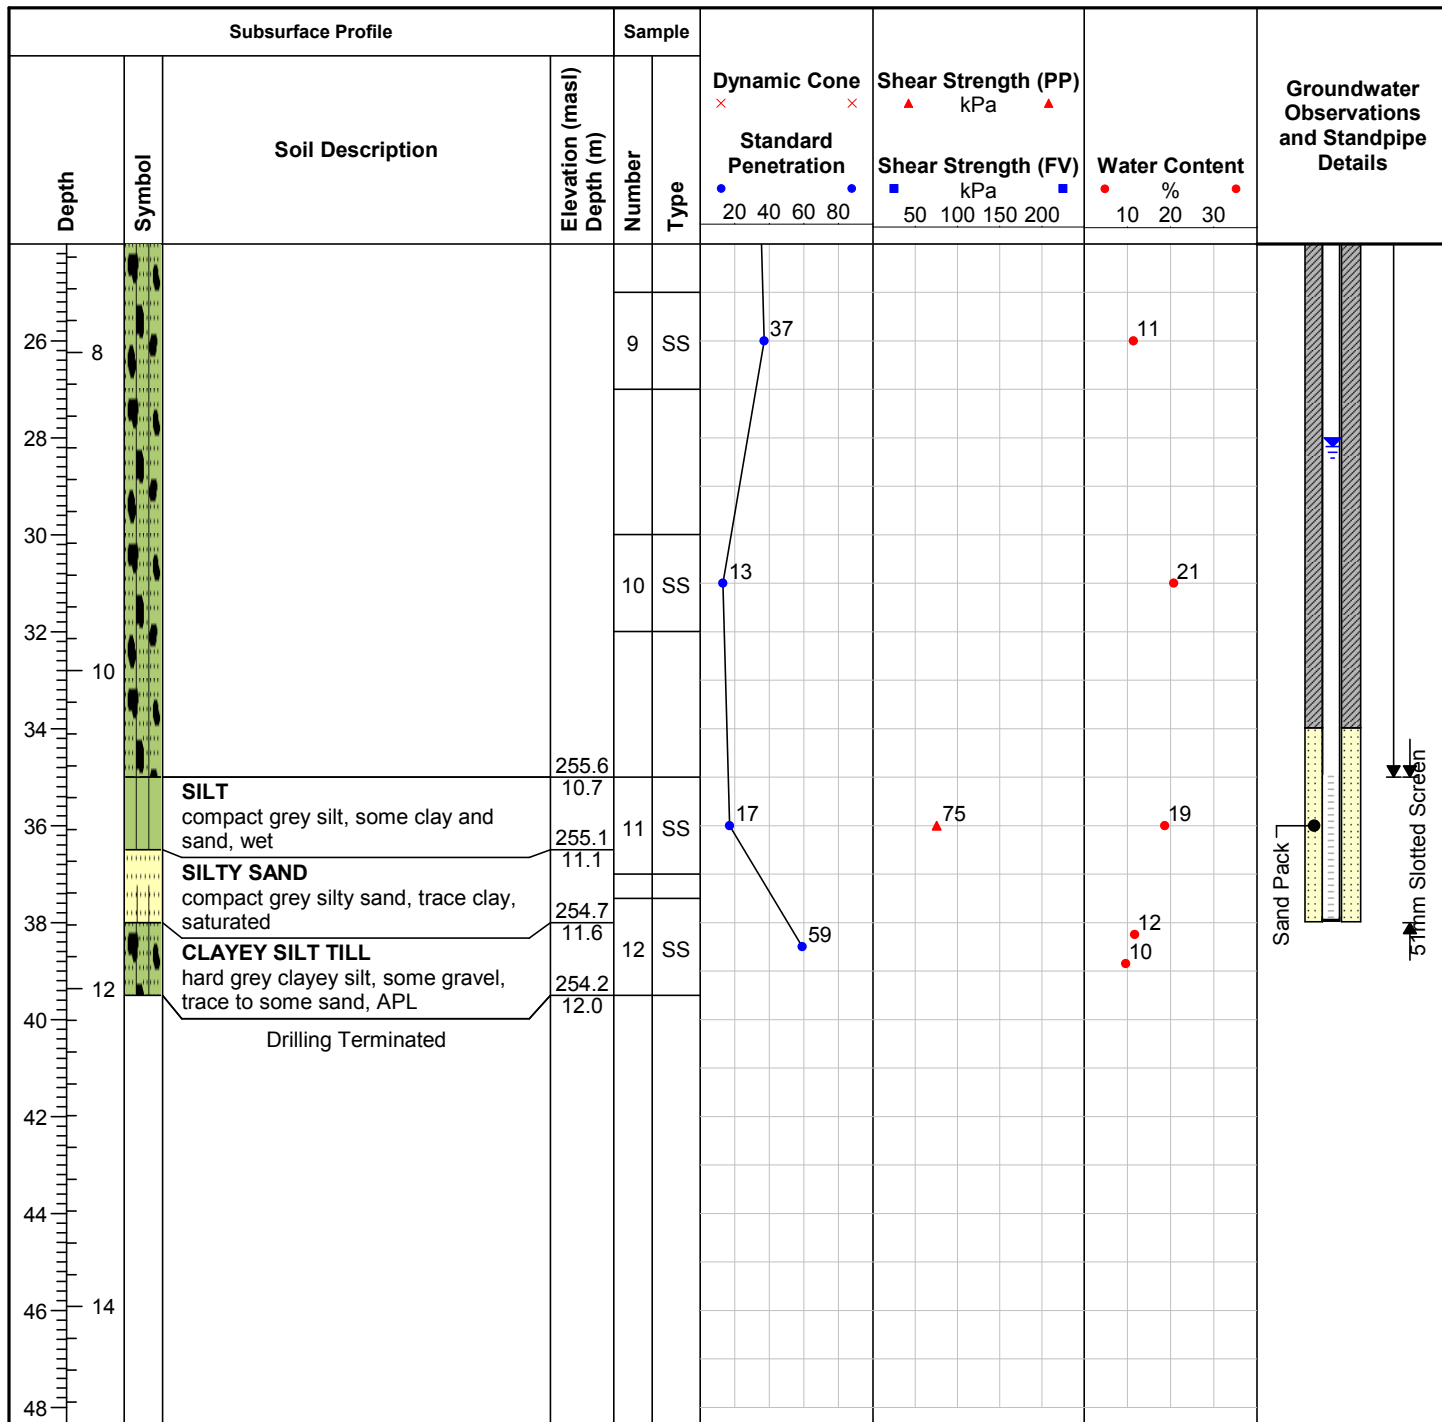 Subsurface Profile
Sample
Depth
Symbol
Soil Description
Elevation (masl)
Depth (m)
Number
Type
Dynamic Cone
Standard
Penetration
20 40 60 80
Shear Strength (PP)
kPa
Shear Strength (FV)
kPa
50 100 150 200
Water Content
%
10 20 30
Groundwater
Observations
and Standpipe
Details
26
8
9 SS
37
11
28
30
10 SS
13
21
32
10
34
255.6
10.7
SILT
compact grey silt, some clay and
sand, wet
36
11 SS
17
75
19
255.1
11.1
SILTY SAND
compact grey silty sand, trace clay,
saturated
38
254.7
11.6
CLAYEY SILT TILL
hard grey clayey silt, some gravel,
trace to some sand, APL
12 SS
59
12
10
12
254.2
12.0
Sand Pack
51mm Slotted Screen
40
Drilling Terminated
42
44
46
14
48